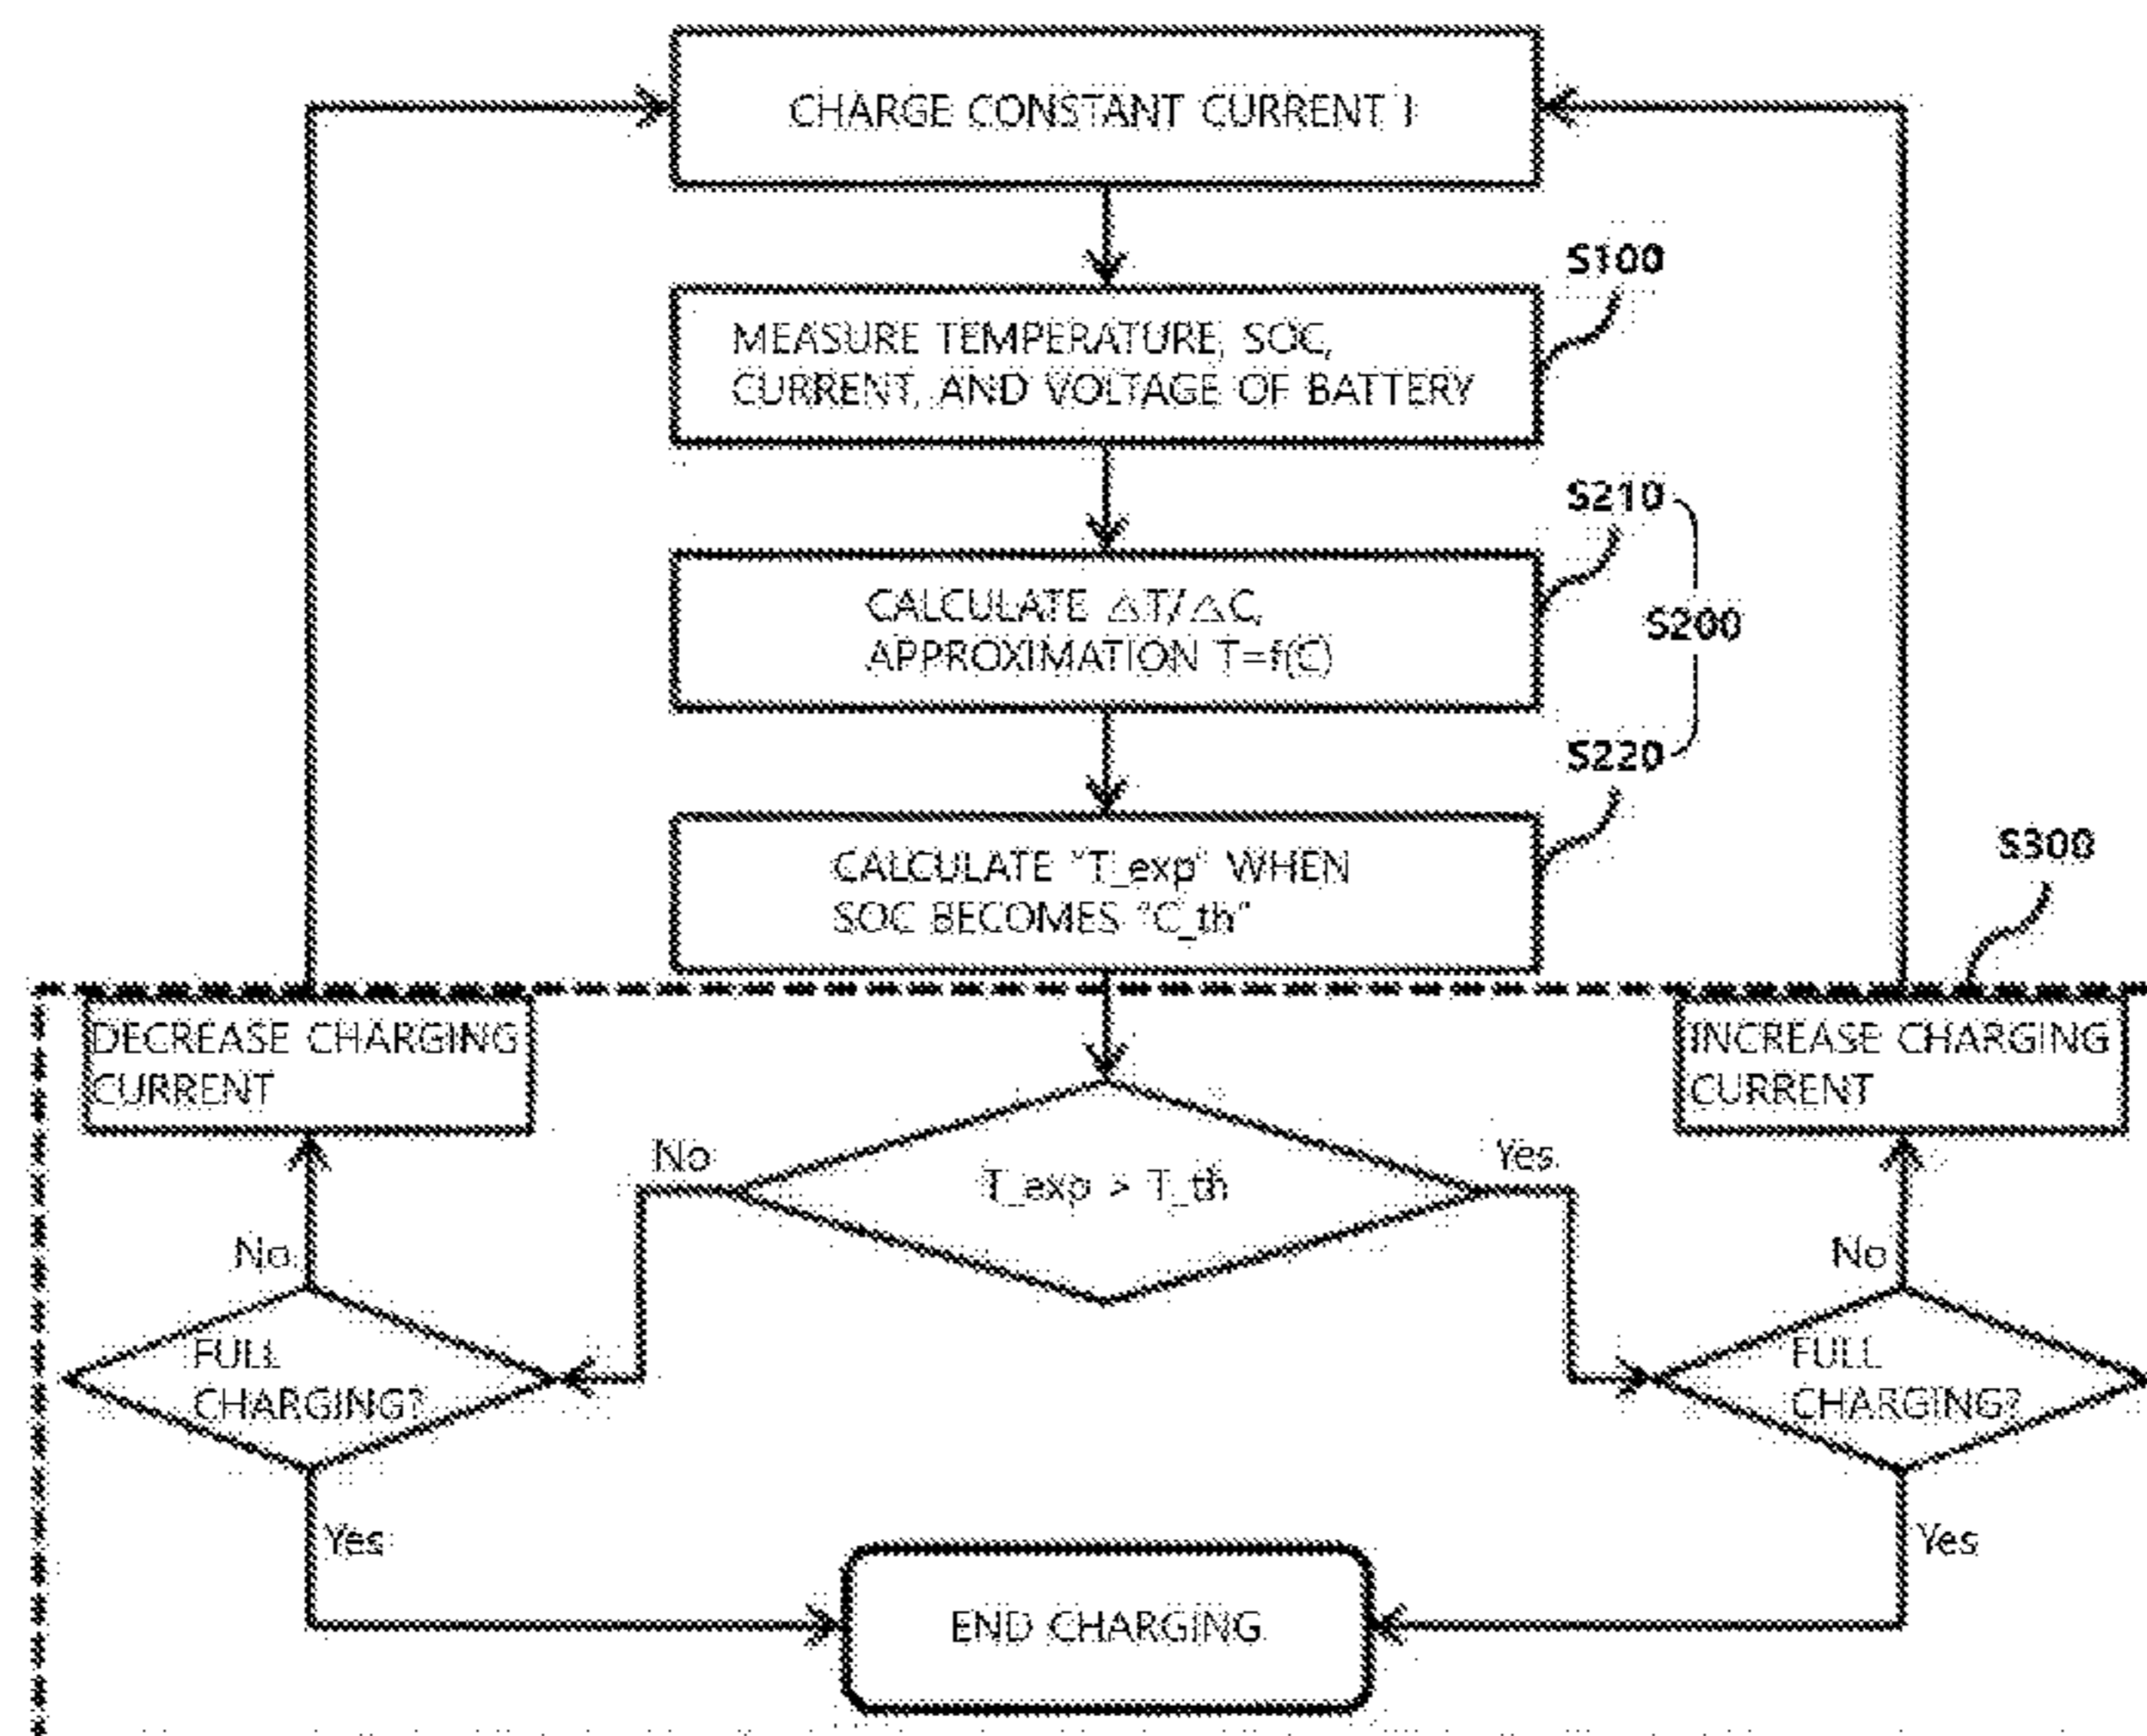 CHARGE CONSTANT CURRENT I
S100
MEASURE TEMPERATURE, SOC,
CURRENT, AND VOLTAGE OF BATTERY
S210
CALCULATE △T/△C,
APPROXIMATION T=f(C)
S200
S220
CALCULATE "T_exp" WHEN
SOC BECOMES "C_th"
S300
DECREASE CHARGING
CURRENT
INCREASE CHARGING
CURRENT
No
T_exp > T_th
Yes
No
No
FULL
CHARGING?
FULL
CHARGING?
Yes
Yes
END CHARGING